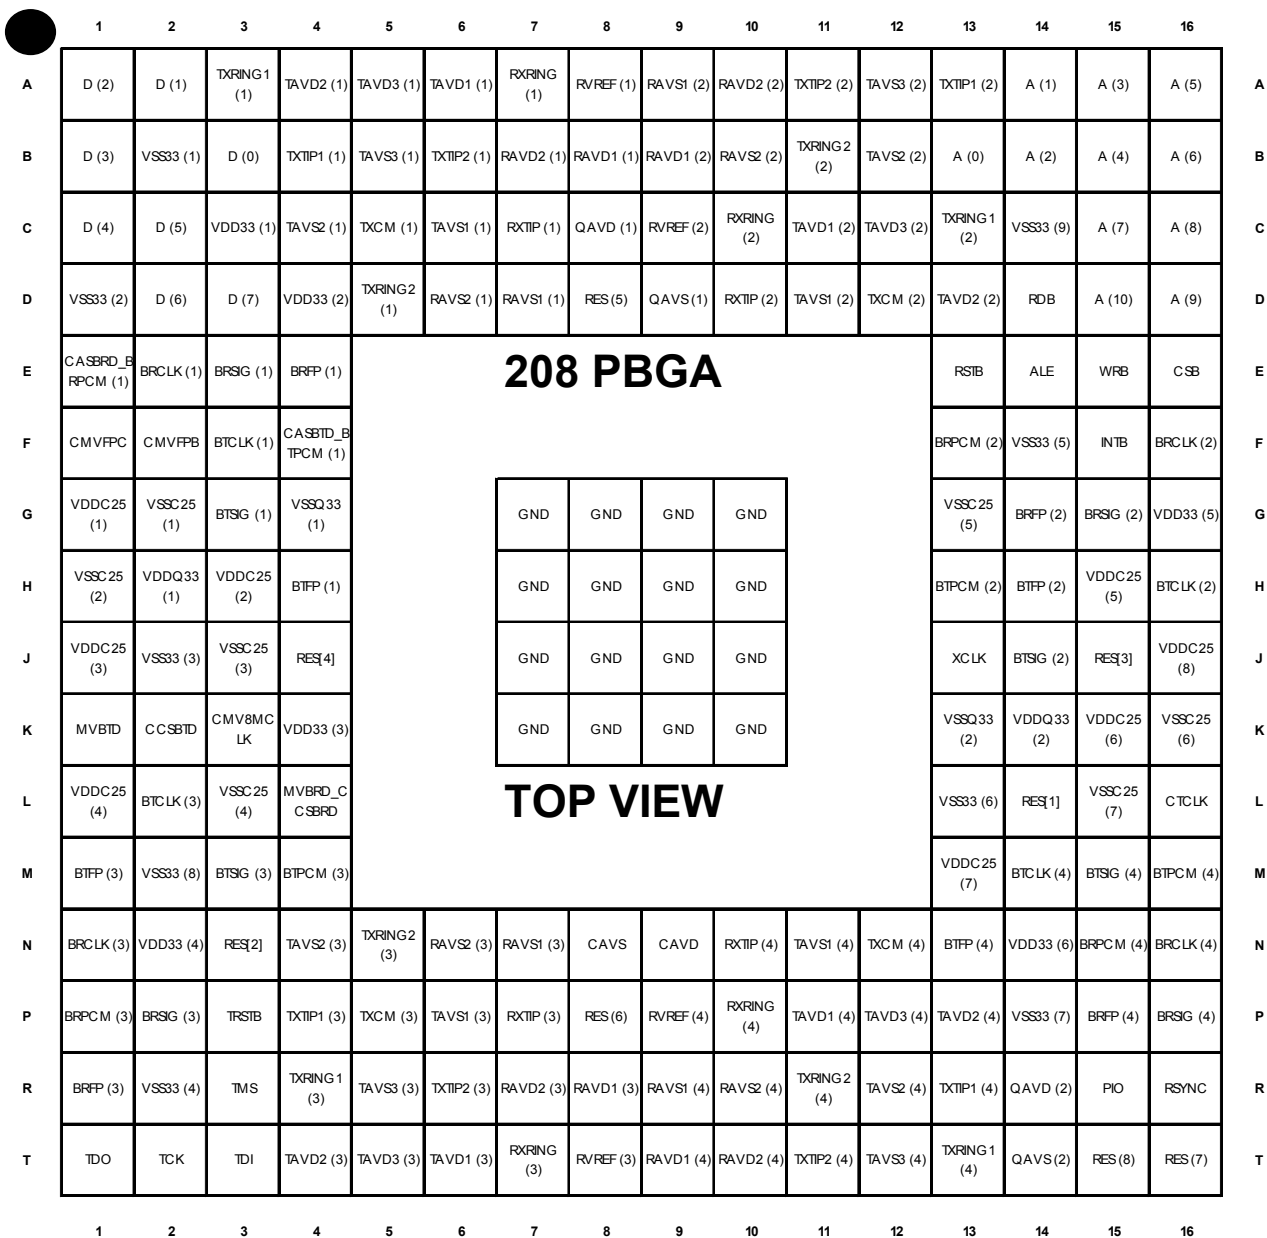 1 2 3 4 5 6 7 8 9 10 11 12 13 14 15 16
A D (2) D (1) TXRING1 (1) TAVD2 (1) TAVD3 (1) TAVD1 (1) RXRING (1) RVREF (1) RAVS1 (2) RAVD2 (2) TXTIP2 (2) TAVS3 (2) TXTIP1 (2) A (1) A (3) A (5) A
B D (3) VSS33 (1) D (0) TXTIP1 (1) TAVS3 (1) TXTIP2 (1) RAVD2 (1) RAVD1 (1) RAVD1 (2) RAVS2 (2) TXRING2 (2) TAVS2 (2) A (0) A (2) A (4) A (6) B
C D (4) D (5) VDD33 (1) TAVS2 (1) TXCM (1) TAVS1 (1) RXTIP (1) QAVD (1) RVREF (2) RXRING (2) TAVD1 (2) TAVD3 (2) TXRING1 (2) VSS33 (9) A (7) A (8) C
D VSS33 (2) D (6) D (7) VDD33 (2) TXRING2 (1) RAVS2 (1) RAVS1 (1) RES (5) QAVS (1) RXTIP (2) TAVS1 (2) TXCM (2) TAVD2 (2) RDB A (10) A (9) D
E CASBRD_BRPCM (1) BRCLK (1) BRSIG (1) BRFP (1) 208 PBGA RSTB ALE WRB CSB E
F CMVFPC CMVFPB BTCLK (1) CASBTD_BTPCM (1) BRPCM (2) VSS33 (5) INTB BRCLK (2) F
G VDDC25 (1) VSSC25 (1) BTSIG (1) VSSQ33 (1) GND GND GND GND VSSC25 (5) BRFP (2) BRSIG (2) VDD33 (5) G
H VSSC25 (2) VDDQ33 (1) VDDC25 (2) BTFP (1) GND GND GND GND BTPCM (2) BTFP (2) VDDC25 (5) BTCLK (2) H
J VDDC25 (3) VSS33 (3) VSSC25 (3) RES[4] GND GND GND GND XCLK BTSIG (2) RES[3] VDDC25 (8) J
K MVBTD CCSBTD CMV8MCLK VDD33 (3) GND GND GND GND VSSQ33 (2) VDDQ33 (2) VDDC25 (6) VSSC25 (6) K
L VDDC25 (4) BTCLK (3) VSSC25 (4) MVBRD_CCSBRD TOP VIEW VSS33 (6) RES[1] VSSC25 (7) CTCLK L
M BTFP (3) VSS33 (8) BTSIG (3) BTPCM (3) VDDC25 (7) BTCLK (4) BTSIG (4) BTPCM (4) M
N BRCLK (3) VDD33 (4) RES[2] TAVS2 (3) TXRING2 (3) RAVS2 (3) RAVS1 (3) CAVS CAVD RXTIP (4) TAVS1 (4) TXCM (4) BTFP (4) VDD33 (6) BRPCM (4) BRCLK (4) N
P BRPCM (3) BRSIG (3) TRSTB TXTIP1 (3) TXCM (3) TAVS1 (3) RXTIP (3) RES (6) RVREF (4) RXRING (4) TAVD1 (4) TAVD3 (4) TAVD2 (4) VSS33 (7) BRFP (4) BRSIG (4) P
R BRFP (3) VSS33 (4) TMS TXRING1 (3) TAVS3 (3) TXTIP2 (3) RAVD2 (3) RAVD1 (3) RAVS1 (4) RAVS2 (4) TXRING2 (4) TAVS2 (4) TXTIP1 (4) QAVD (2) PIO RSYNC R
T TDO TCK TDI TAVD2 (3) TAVD3 (3) TAVD1 (3) RXRING (3) RVREF (3) RAVD1 (4) RAVD2 (4) TXTIP2 (4) TAVS3 (4) TXRING1 (4) QAVS (2) RES (8) RES (7) T
1 2 3 4 5 6 7 8 9 10 11 12 13 14 15 16